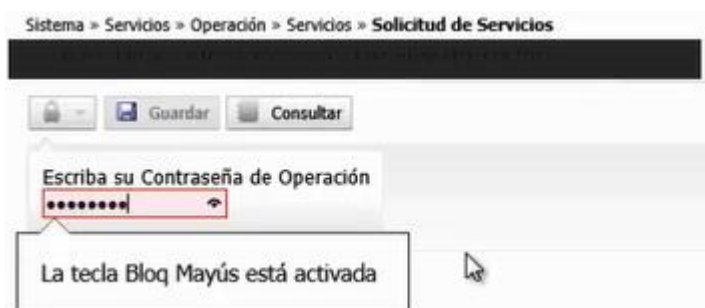 Sistema » Servicios » Operación » Servicios » Solicitud de Servicios
Guardar Consultar
Escriba su Contraseña de Operación
••••••••
La tecla Bloq Mayús está activada